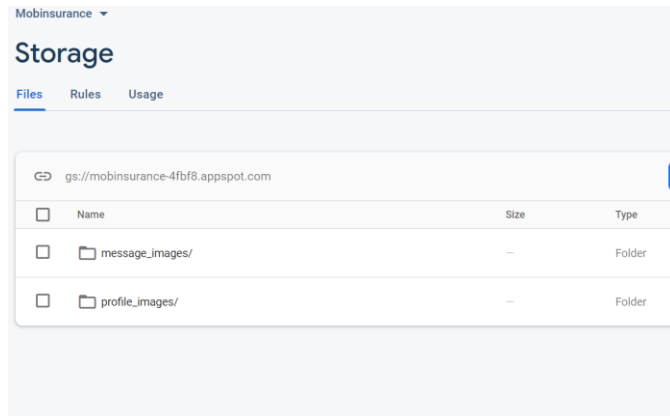 Mobinsurance
Storage
Files Rules Usage
gs://mobinsurance-4fbf8.appspot.com
Name Size Type
message_images/ — Folder
profile_images/ — Folder